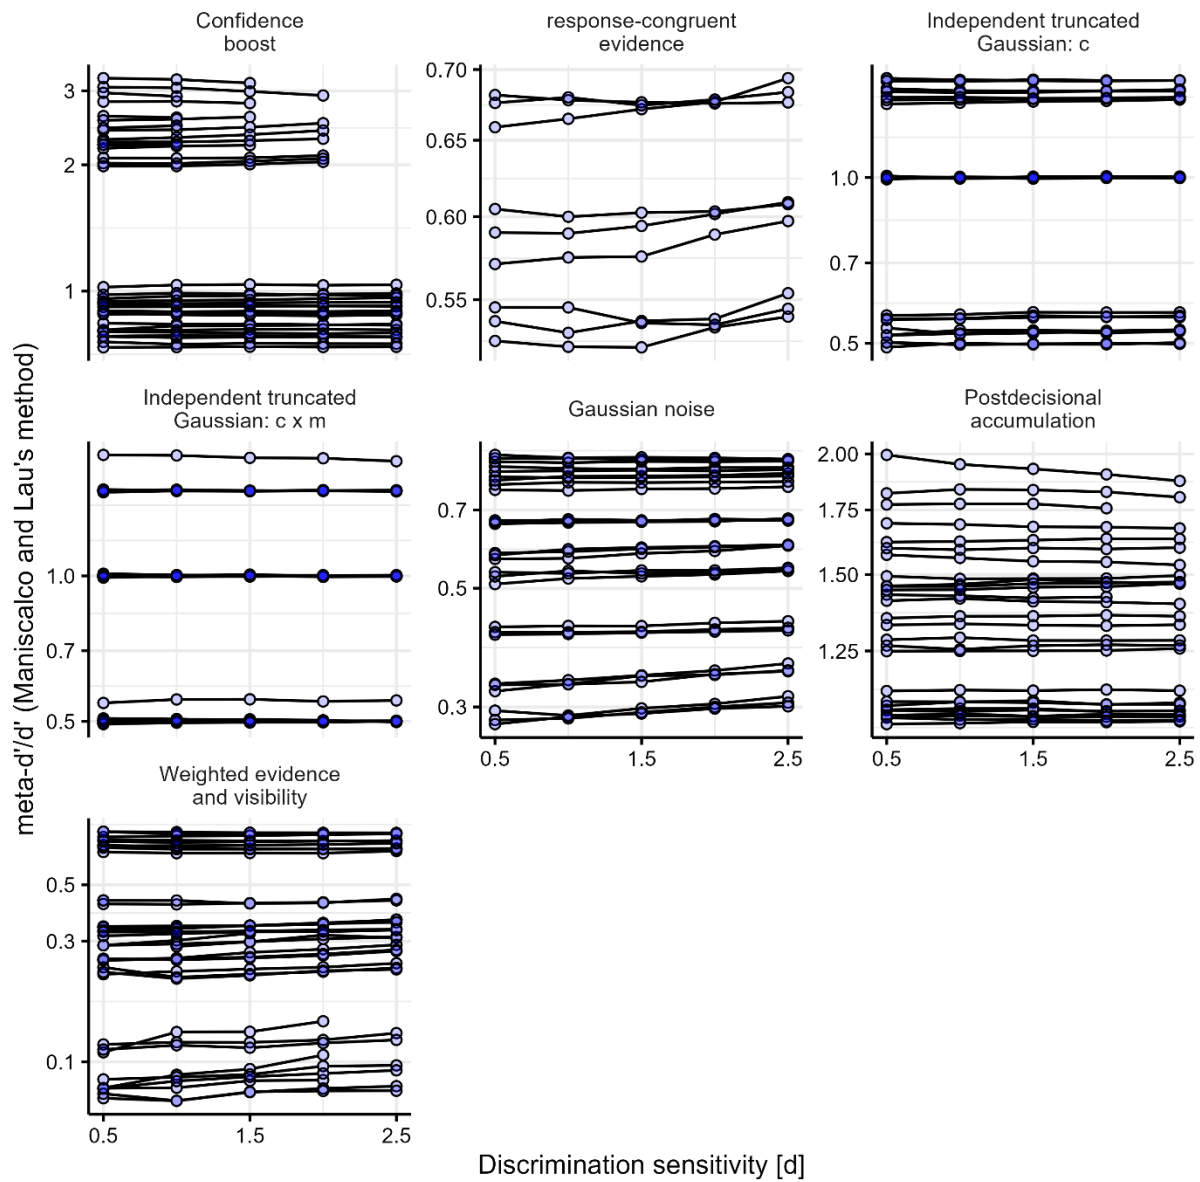 Confidence
boost
response-congruent
evidence
Independent truncated
Gaussian: c
3
2
1
0.70
0.65
0.60
0.55
1.0
0.7
0.5
meta-d'/d' (Maniscalco and Lau's method)
Independent truncated
Gaussian: c x m
Gaussian noise
Postdecisional
accumulation
1.0
0.7
0.5
0.7
0.5
0.3
2.00
1.75
1.50
1.25
0.5 1.5 2.5
0.5 1.5 2.5
Weighted evidence
and visibility
0.5
0.3
0.1
0.5 1.5 2.5
Discrimination sensitivity [d]